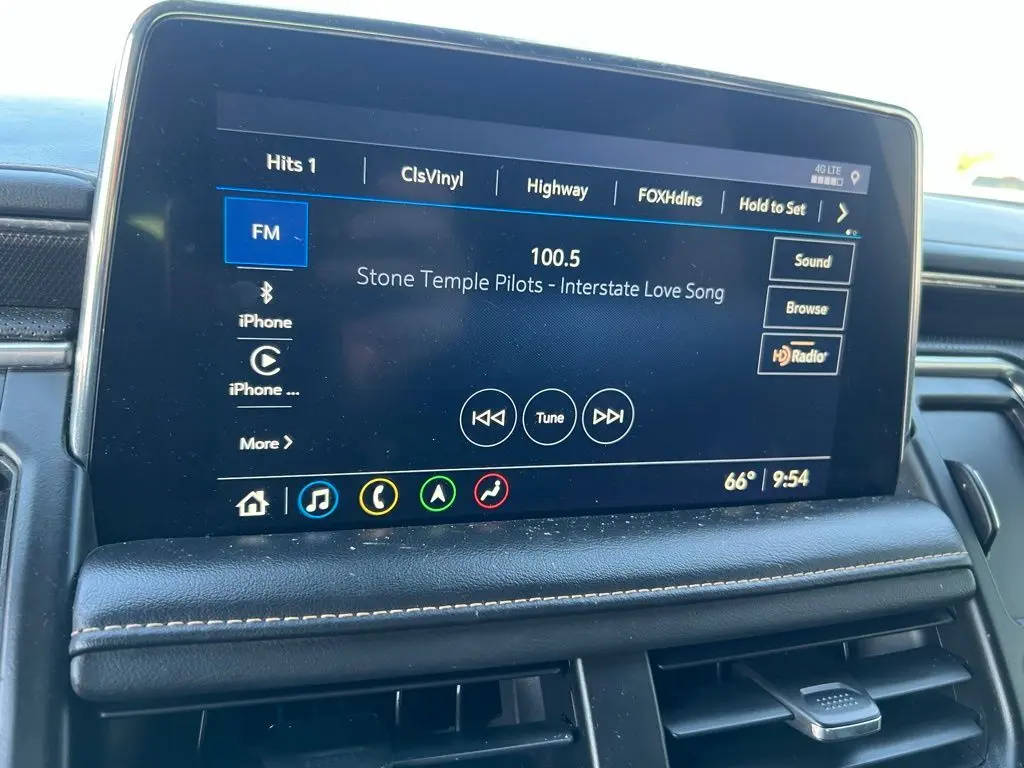 4G LTE
Hits 1
ClsVinyl
Highway
FOXHdlns
Hold to Set
FM
100.5
Stone Temple Pilots - Interstate Love Song
Sound
iPhone
Browse
iPhone ...
HD Radio
Tune
More
66° 9:54